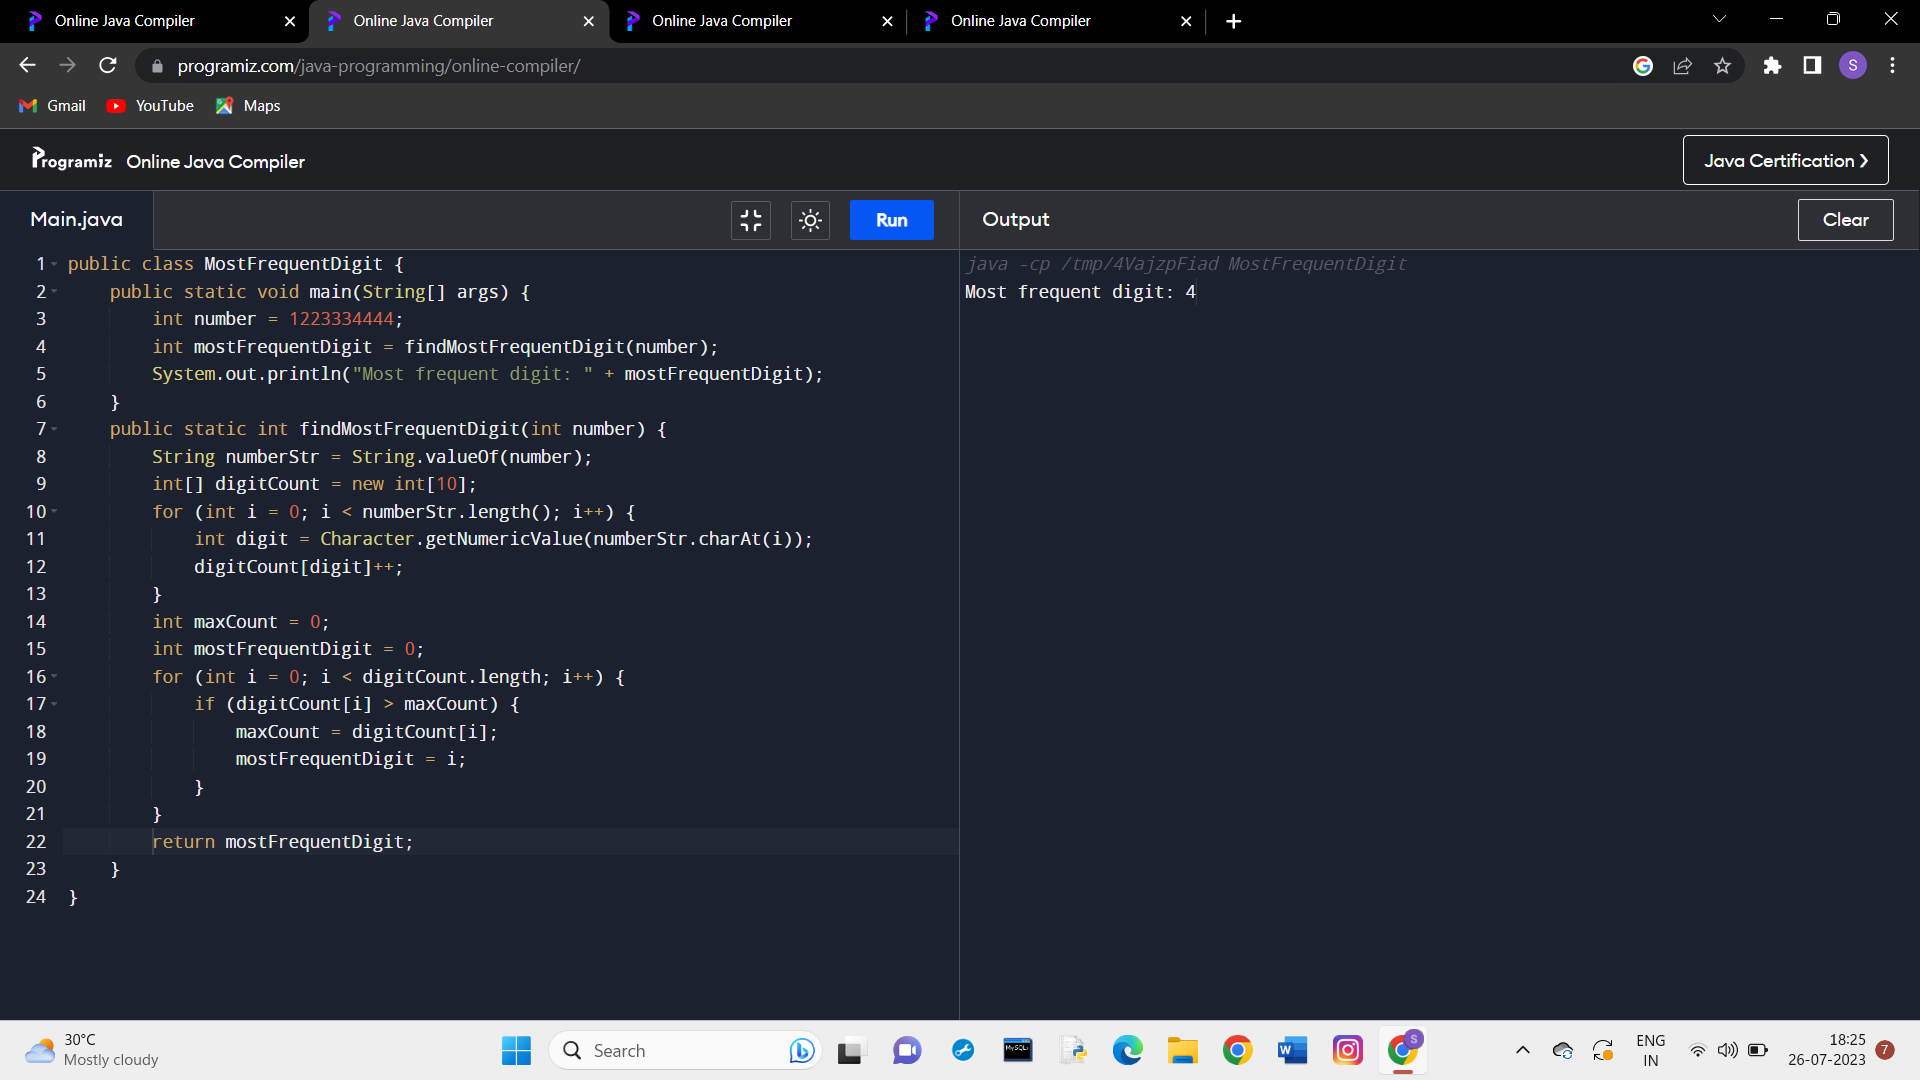 Online Java Compiler
Online Java Compiler
Online Java Compiler
Online Java Compiler
programiz.com/java-programming/online-compiler/
S
Gmail
YouTube
Maps
Programiz
Online Java Compiler
Java Certification
Main.java
Run
Output
Clear
1 public class MostFrequentDigit {
2 public static void main(String[] args) {
3 int number = 1223334444;
4 int mostFrequentDigit = findMostFrequentDigit(number);
5 System.out.println("Most frequent digit: " + mostFrequentDigit);
6 }
7 public static int findMostFrequentDigit(int number) {
8 String numberStr = String.valueOf(number);
9 int[] digitCount = new int[10];
10 for (int i = 0; i < numberStr.length(); i++) {
11 int digit = Character.getNumericValue(numberStr.charAt(i));
12 digitCount[digit]++;
13 }
14 int maxCount = 0;
15 int mostFrequentDigit = 0;
16 for (int i = 0; i < digitCount.length; i++) {
17 if (digitCount[i] > maxCount) {
18 maxCount = digitCount[i];
19 mostFrequentDigit = i;
20 }
21 }
22 return mostFrequentDigit;
23 }
24 }
java -cp /tmp/4VajzpFiad MostFrequentDigit
Most frequent digit: 4
30°C
Mostly cloudy
Search
MySQL
W
S
ENG
IN
18:25
26-07-2023
7